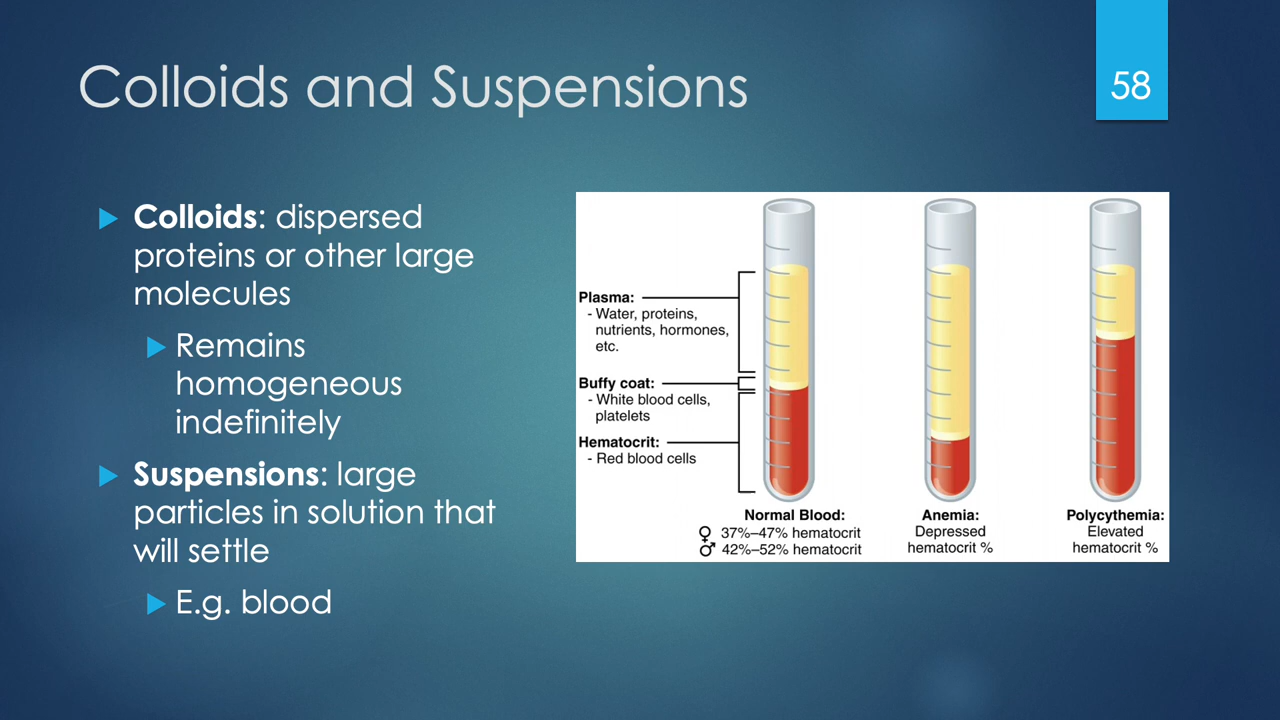 Colloids and Suspensions
58
Colloids: dispersed
proteins or other large
molecules
Remains
homogeneous
indefinitely
Suspensions: large
particles in solution that
will settle
E.g. blood
Plasma:
- Water, proteins,
nutrients, hormones,
etc.
Buffy coat:
- White blood cells,
platelets
Hematocrit:
- Red blood cells
Normal Blood:
♀ 37%–47% hematocrit
♂ 42%–52% hematocrit
Anemia:
Depressed
hematocrit %
Polycythemia:
Elevated
hematocrit %